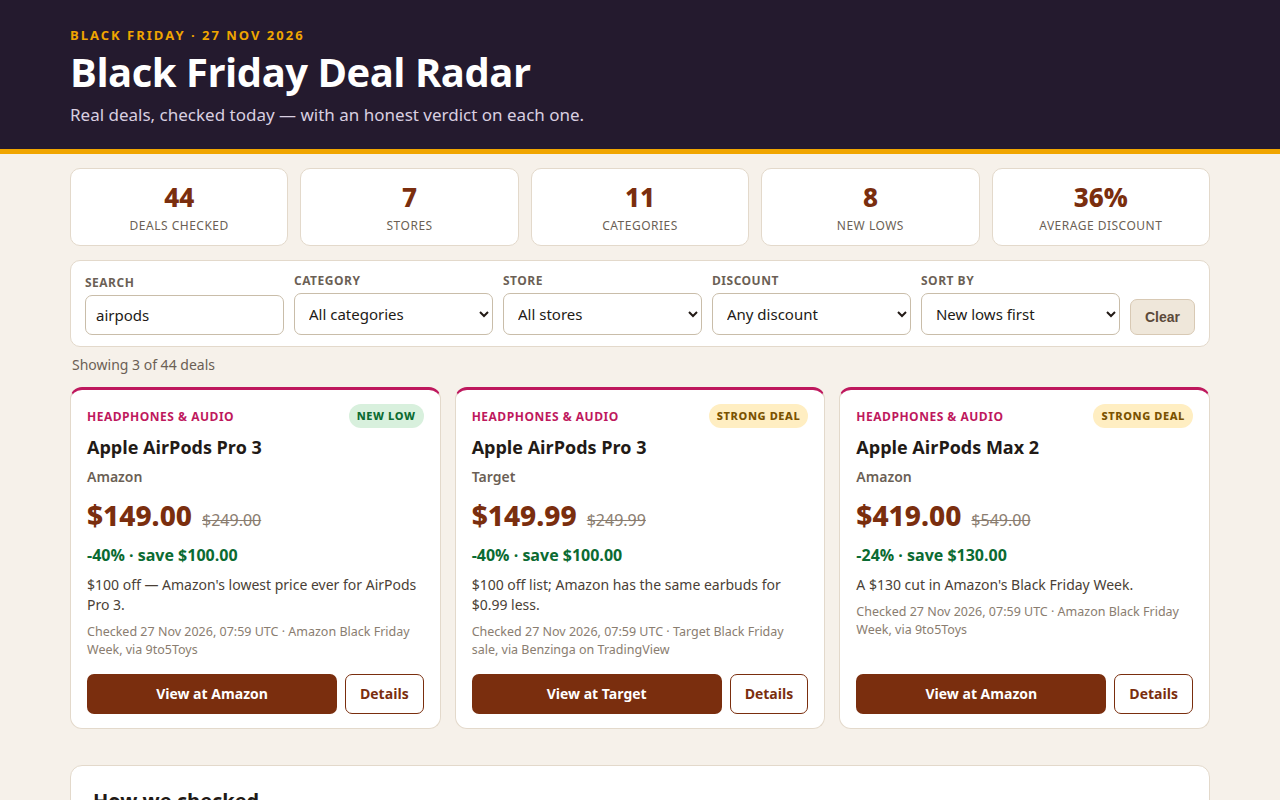 BLACK FRIDAY · 27 NOV 2026
Black Friday Deal Radar
Real deals, checked today — with an honest verdict on each one.
44
DEALS CHECKED
7
STORES
11
CATEGORIES
8
NEW LOWS
36%
AVERAGE DISCOUNT
SEARCH
airpods
CATEGORY
All categories
STORE
All stores
DISCOUNT
Any discount
SORT BY
New lows first
Clear
Showing 3 of 44 deals
HEADPHONES & AUDIO
NEW LOW
Apple AirPods Pro 3
Amazon
$149.00 $249.00
-40% · save $100.00
$100 off — Amazon's lowest price ever for AirPods
Pro 3.
Checked 27 Nov 2026, 07:59 UTC · Amazon Black Friday
Week, via 9to5Toys
View at Amazon
Details
HEADPHONES & AUDIO
STRONG DEAL
Apple AirPods Pro 3
Target
$149.99 $249.99
-40% · save $100.00
$100 off list; Amazon has the same earbuds for
$0.99 less.
Checked 27 Nov 2026, 07:59 UTC · Target Black Friday
sale, via Benzinga on TradingView
View at Target
Details
HEADPHONES & AUDIO
STRONG DEAL
Apple AirPods Max 2
Amazon
$419.00 $549.00
-24% · save $130.00
A $130 cut in Amazon's Black Friday Week.
Checked 27 Nov 2026, 07:59 UTC · Amazon Black Friday
Week, via 9to5Toys
View at Amazon
Details
How we checked